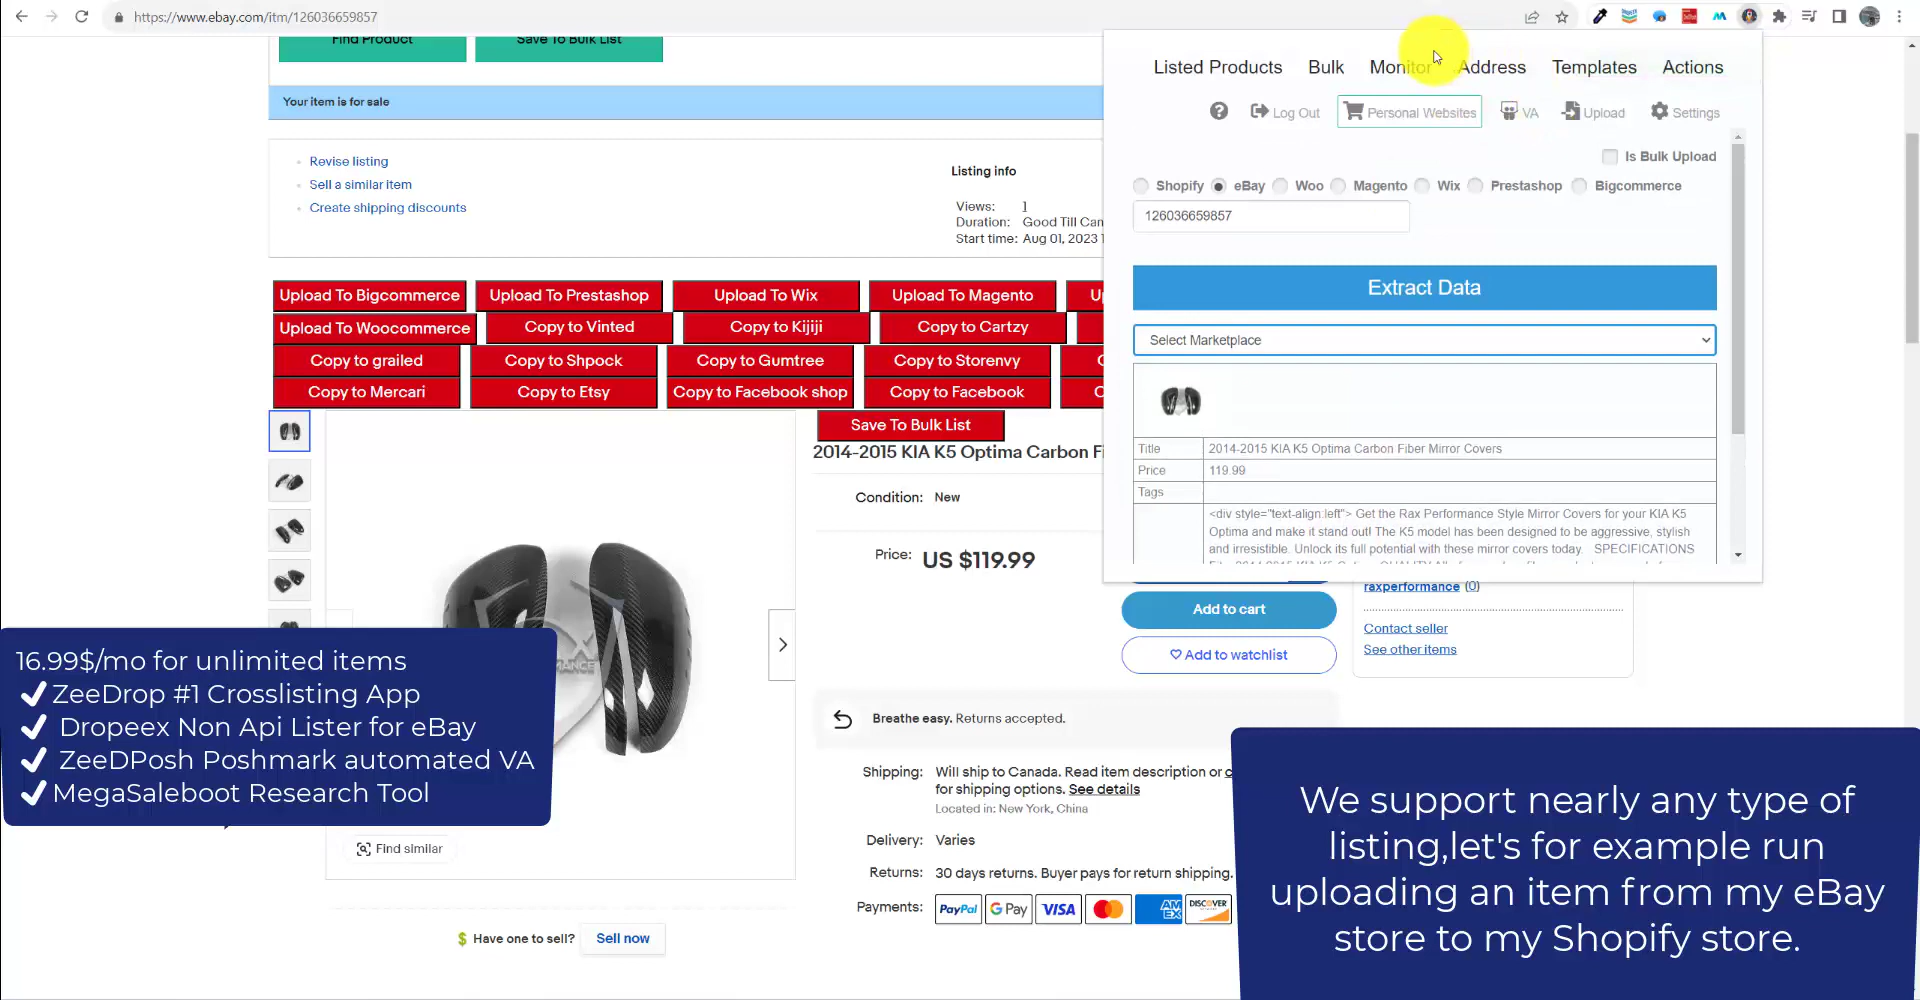 https://www.ebay.com/itm/126036659857
Find Product
Save To Bulk List
Your item is for sale
Revise listing
Sell a similar item
Create shipping discounts
Listing info
Views: 1
Duration: Good Till Can
Start time: Aug 01, 2023 1
Upload To Bigcommerce
Upload To Prestashop
Upload To Wix
Upload To Magento
Upload To Woocommerce
Copy to Vinted
Copy to Kijiji
Copy to Cartzy
Copy to grailed
Copy to Shpock
Copy to Gumtree
Copy to Storenvy
Copy to Mercari
Copy to Etsy
Copy to Facebook shop
Copy to Facebook
Save To Bulk List
2014-2015 KIA K5 Optima Carbon Fi
Condition: New
Price: US $119.99
Listed Products
Bulk
Monitor
Address
Templates
Actions
Log Out
Personal Websites
VA
Upload
Settings
Is Bulk Upload
Shopify
eBay
Woo
Magento
Wix
Prestashop
Bigcommerce
126036659857
Extract Data
Select Marketplace
Title 2014-2015 KIA K5 Optima Carbon Fiber Mirror Covers
Price 119.99
Tags
<div style="text-align:left"> Get the Rax Performance Style Mirror Covers for your KIA K5
Optima and make it stand out! The K5 model has been designed to be aggressive, stylish
and irresistible. Unlock its full potential with these mirror covers today. SPECIFICATIONS
raxperformance (0)
Add to cart
Contact seller
See other items
Add to watchlist
Breathe easy. Returns accepted.
Shipping: Will ship to Canada. Read item description or c
for shipping options. See details
Located in: New York, China
Delivery: Varies
Returns: 30 days returns. Buyer pays for return shipping.
Payments: PayPal G Pay VISA AM EX DISCOVER
Find similar
Have one to sell? Sell now
16.99$/mo for unlimited items
✔ ZeeDrop #1 Crosslisting App
✔ Dropeex Non Api Lister for eBay
✔ ZeeDPosh Poshmark automated VA
✔ MegaSaleboot Research Tool
We support nearly any type of
listing,let's for example run
uploading an item from my eBay
store to my Shopify store.